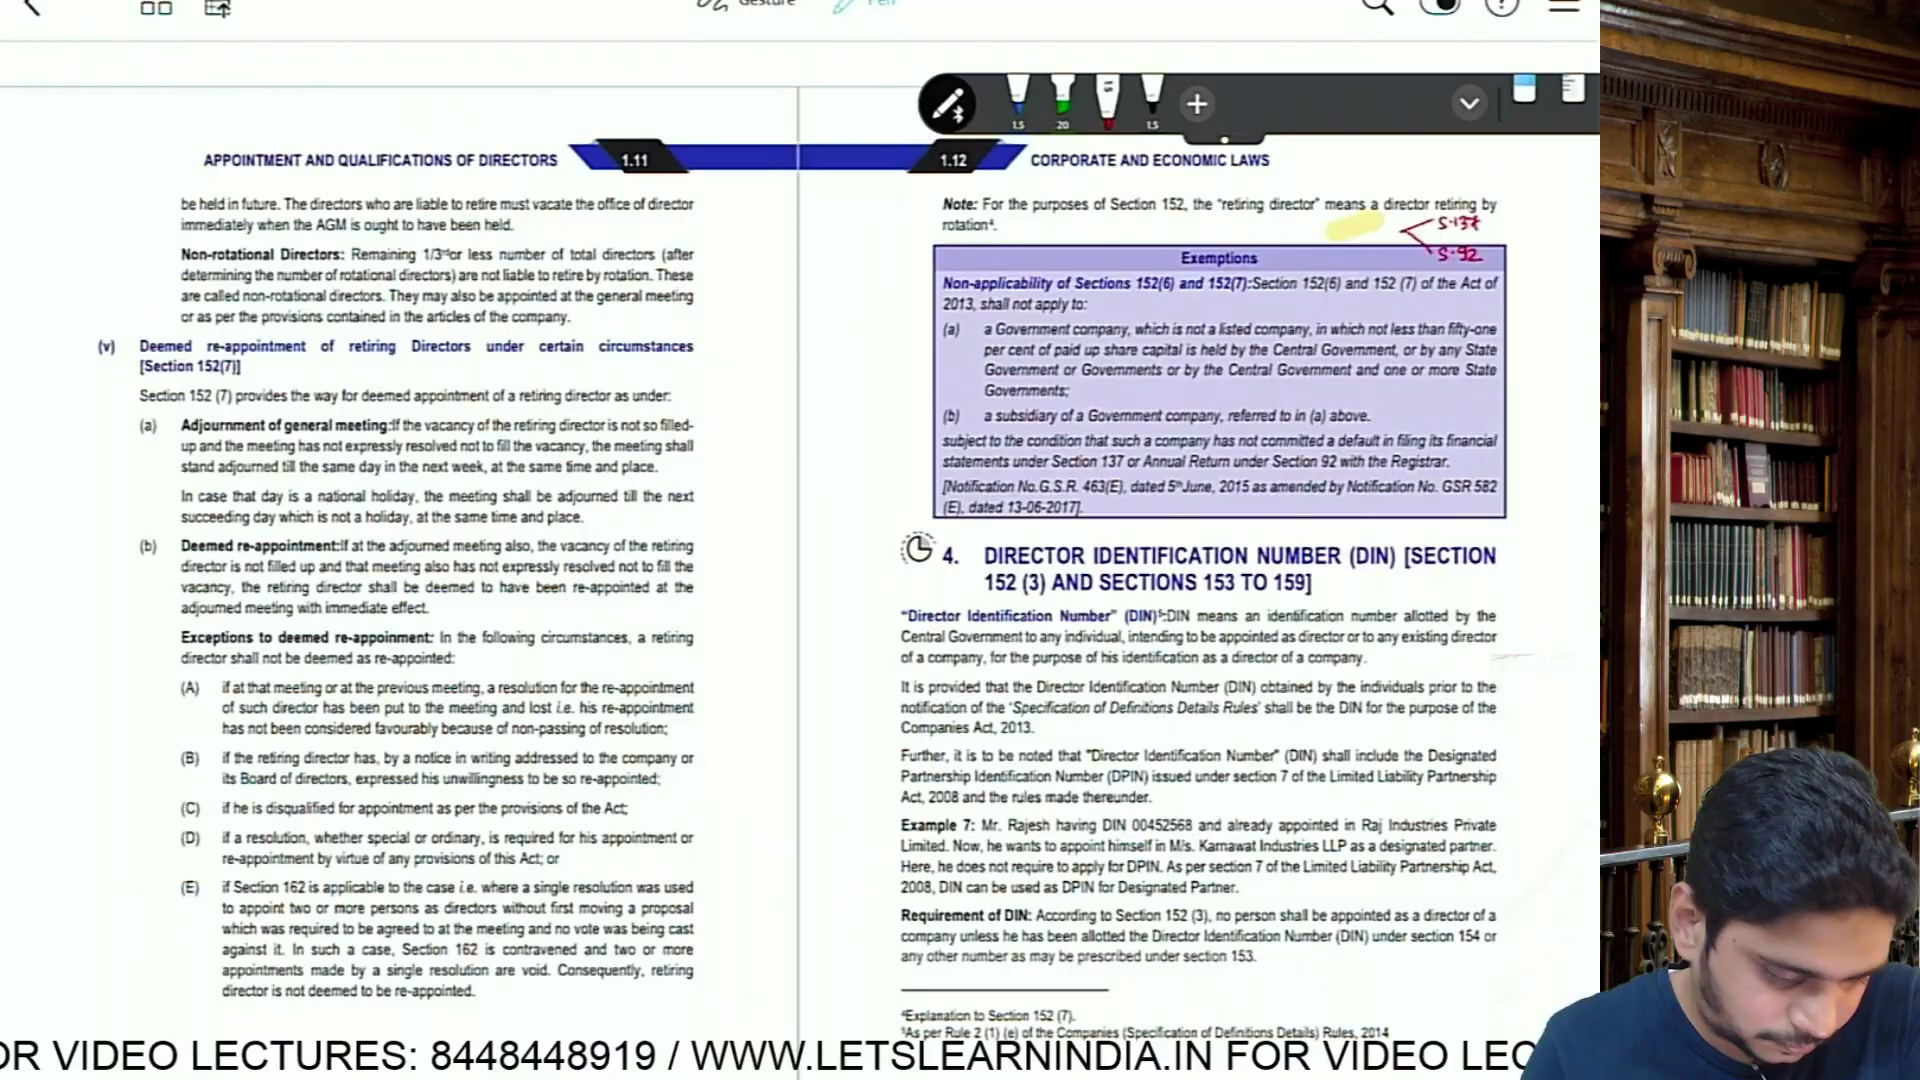 Gesture
Pen
1.5
20
1.5
1.5
APPOINTMENT AND QUALIFICATIONS OF DIRECTORS
1.11
be held in future. The directors who are liable to retire must vacate the office of director
immediately when the AGM is ought to have been held.
Non-rotational Directors: Remaining 1/3rd or less number of total directors (after
determining the number of rotational directors) are not liable to retire by rotation. These
are called non-rotational directors. They may also be appointed at the general meeting
or as per the provisions contained in the articles of the company.
(v) Deemed re-appointment of retiring Directors under certain circumstances
[Section 152(7)]
Section 152 (7) provides the way for deemed appointment of a retiring director as under:
(a) Adjournment of general meeting:If the vacancy of the retiring director is not so filled-
up and the meeting has not expressly resolved not to fill the vacancy, the meeting shall
stand adjourned till the same day in the next week, at the same time and place.
In case that day is a national holiday, the meeting shall be adjourned till the next
succeeding day which is not a holiday, at the same time and place.
(b) Deemed re-appointment:If at the adjourned meeting also, the vacancy of the retiring
director is not filled up and that meeting also has not expressly resolved not to fill the
vacancy, the retiring director shall be deemed to have been re-appointed at the
adjourned meeting with immediate effect.
Exceptions to deemed re-appoinment: In the following circumstances, a retiring
director shall not be deemed as re-appointed:
(A) if at that meeting or at the previous meeting, a resolution for the re-appointment
of such director has been put to the meeting and lost i.e. his re-appointment
has not been considered favourably because of non-passing of resolution;
(B) if the retiring director has, by a notice in writing addressed to the company or
its Board of directors, expressed his unwillingness to be so re-appointed;
(C) if he is disqualified for appointment as per the provisions of the Act;
(D) if a resolution, whether special or ordinary, is required for his appointment or
re-appointment by virtue of any provisions of this Act; or
(E) if Section 162 is applicable to the case i.e. where a single resolution was used
to appoint two or more persons as directors without first moving a proposal
which was required to be agreed to at the meeting and no vote was being cast
against it. In such a case, Section 162 is contravened and two or more
appointments made by a single resolution are void. Consequently, retiring
director is not deemed to be re-appointed.
1.12
CORPORATE AND ECONOMIC LAWS
Note: For the purposes of Section 152, the "retiring director" means a director retiring by
rotation⁴.
S-137
S-92
Exemptions
Non-applicability of Sections 152(6) and 152(7):Section 152(6) and 152 (7) of the Act of
2013, shall not apply to:
(a) a Government company, which is not a listed company, in which not less than fifty-one
per cent of paid up share capital is held by the Central Government, or by any State
Government or Governments or by the Central Government and one or more State
Governments;
(b) a subsidiary of a Government company, referred to in (a) above.
subject to the condition that such a company has not committed a default in filing its financial
statements under Section 137 or Annual Return under Section 92 with the Registrar.
[Notification No.G.S.R. 463(E), dated 5th June, 2015 as amended by Notification No. GSR 582
(E), dated 13-06-2017].
4. DIRECTOR IDENTIFICATION NUMBER (DIN) [SECTION
152 (3) AND SECTIONS 153 TO 159]
"Director Identification Number" (DIN)⁵:DIN means an identification number allotted by the
Central Government to any individual, intending to be appointed as director or to any existing director
of a company, for the purpose of his identification as a director of a company.
It is provided that the Director Identification Number (DIN) obtained by the individuals prior to the
notification of the 'Specification of Definitions Details Rules' shall be the DIN for the purpose of the
Companies Act, 2013.
Further, it is to be noted that "Director Identification Number" (DIN) shall include the Designated
Partnership Identification Number (DPIN) issued under section 7 of the Limited Liability Partnership
Act, 2008 and the rules made thereunder.
Example 7: Mr. Rajesh having DIN 00452568 and already appointed in Raj Industries Private
Limited. Now, he wants to appoint himself in M/s. Karnawat Industries LLP as a designated partner.
Here, he does not require to apply for DPIN. As per section 7 of the Limited Liability Partnership Act,
2008, DIN can be used as DPIN for Designated Partner.
Requirement of DIN: According to Section 152 (3), no person shall be appointed as a director of a
company unless he has been allotted the Director Identification Number (DIN) under section 154 or
any other number as may be prescribed under section 153.
⁴Explanation to Section 152 (7).
⁵As per Rule 2 (1) (e) of the Companies (Specification of Definitions Details) Rules, 2014
OR VIDEO LECTURES: 8448448919 / WWW.LETSLEARNINDIA.IN FOR VIDEO LEC